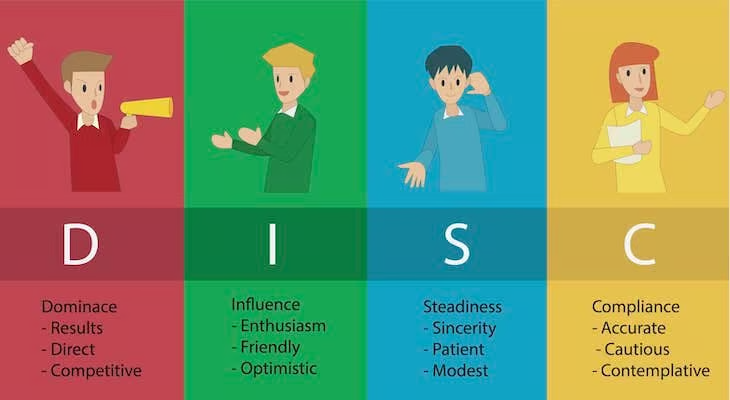 D
I
S
C
Dominace
- Results
- Direct
- Competitive
Influence
- Enthusiasm
- Friendly
- Optimistic
Steadiness
- Sincerity
- Patient
- Modest
Compliance
- Accurate
- Cautious
- Contemplative